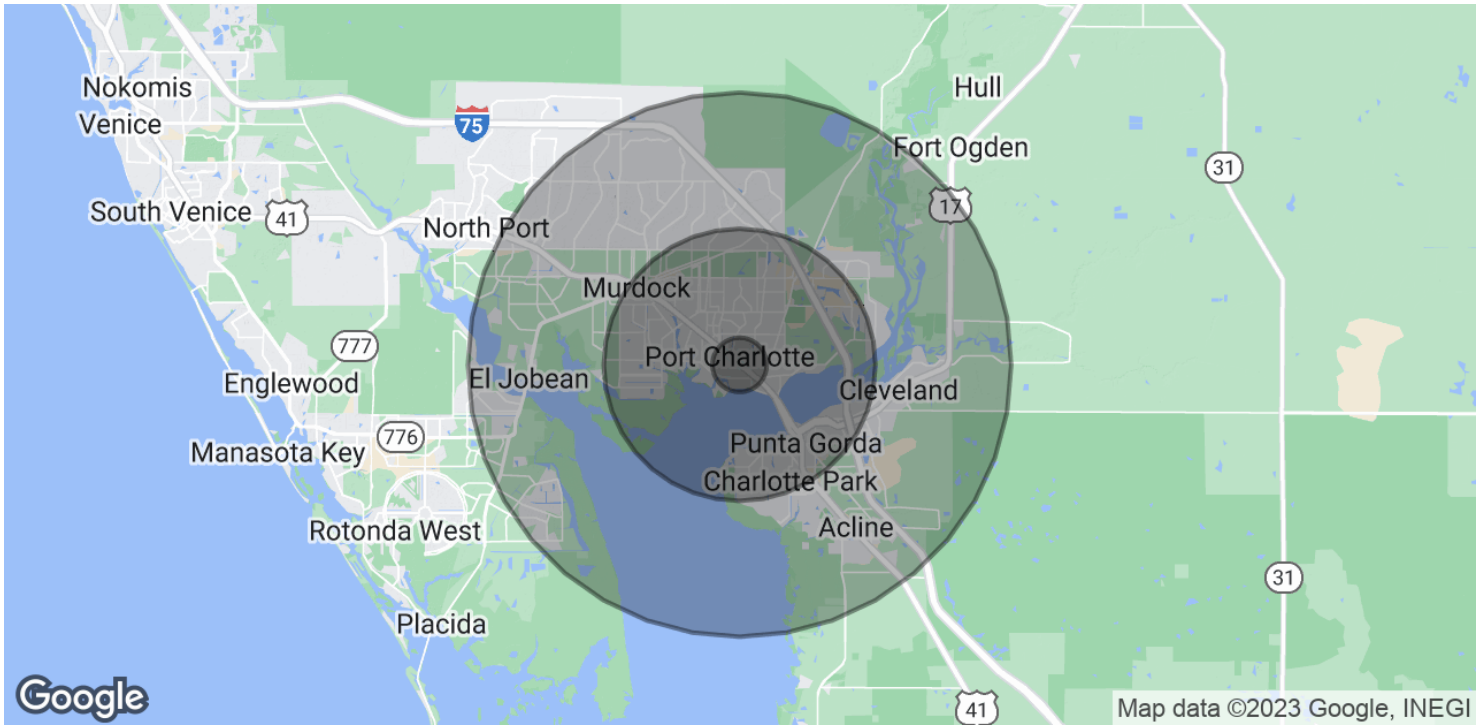 Nokomis
Hull
Venice
75
Fort Ogden
31
South Venice
41
17
North Port
Murdock
777
Port Charlotte
Englewood
El Jobean
Cleveland
776
Punta Gorda
Manasota Key
Charlotte Park
Rotonda West
Acline
31
Placida
Google
41
Map data ©2023 Google, INEGI